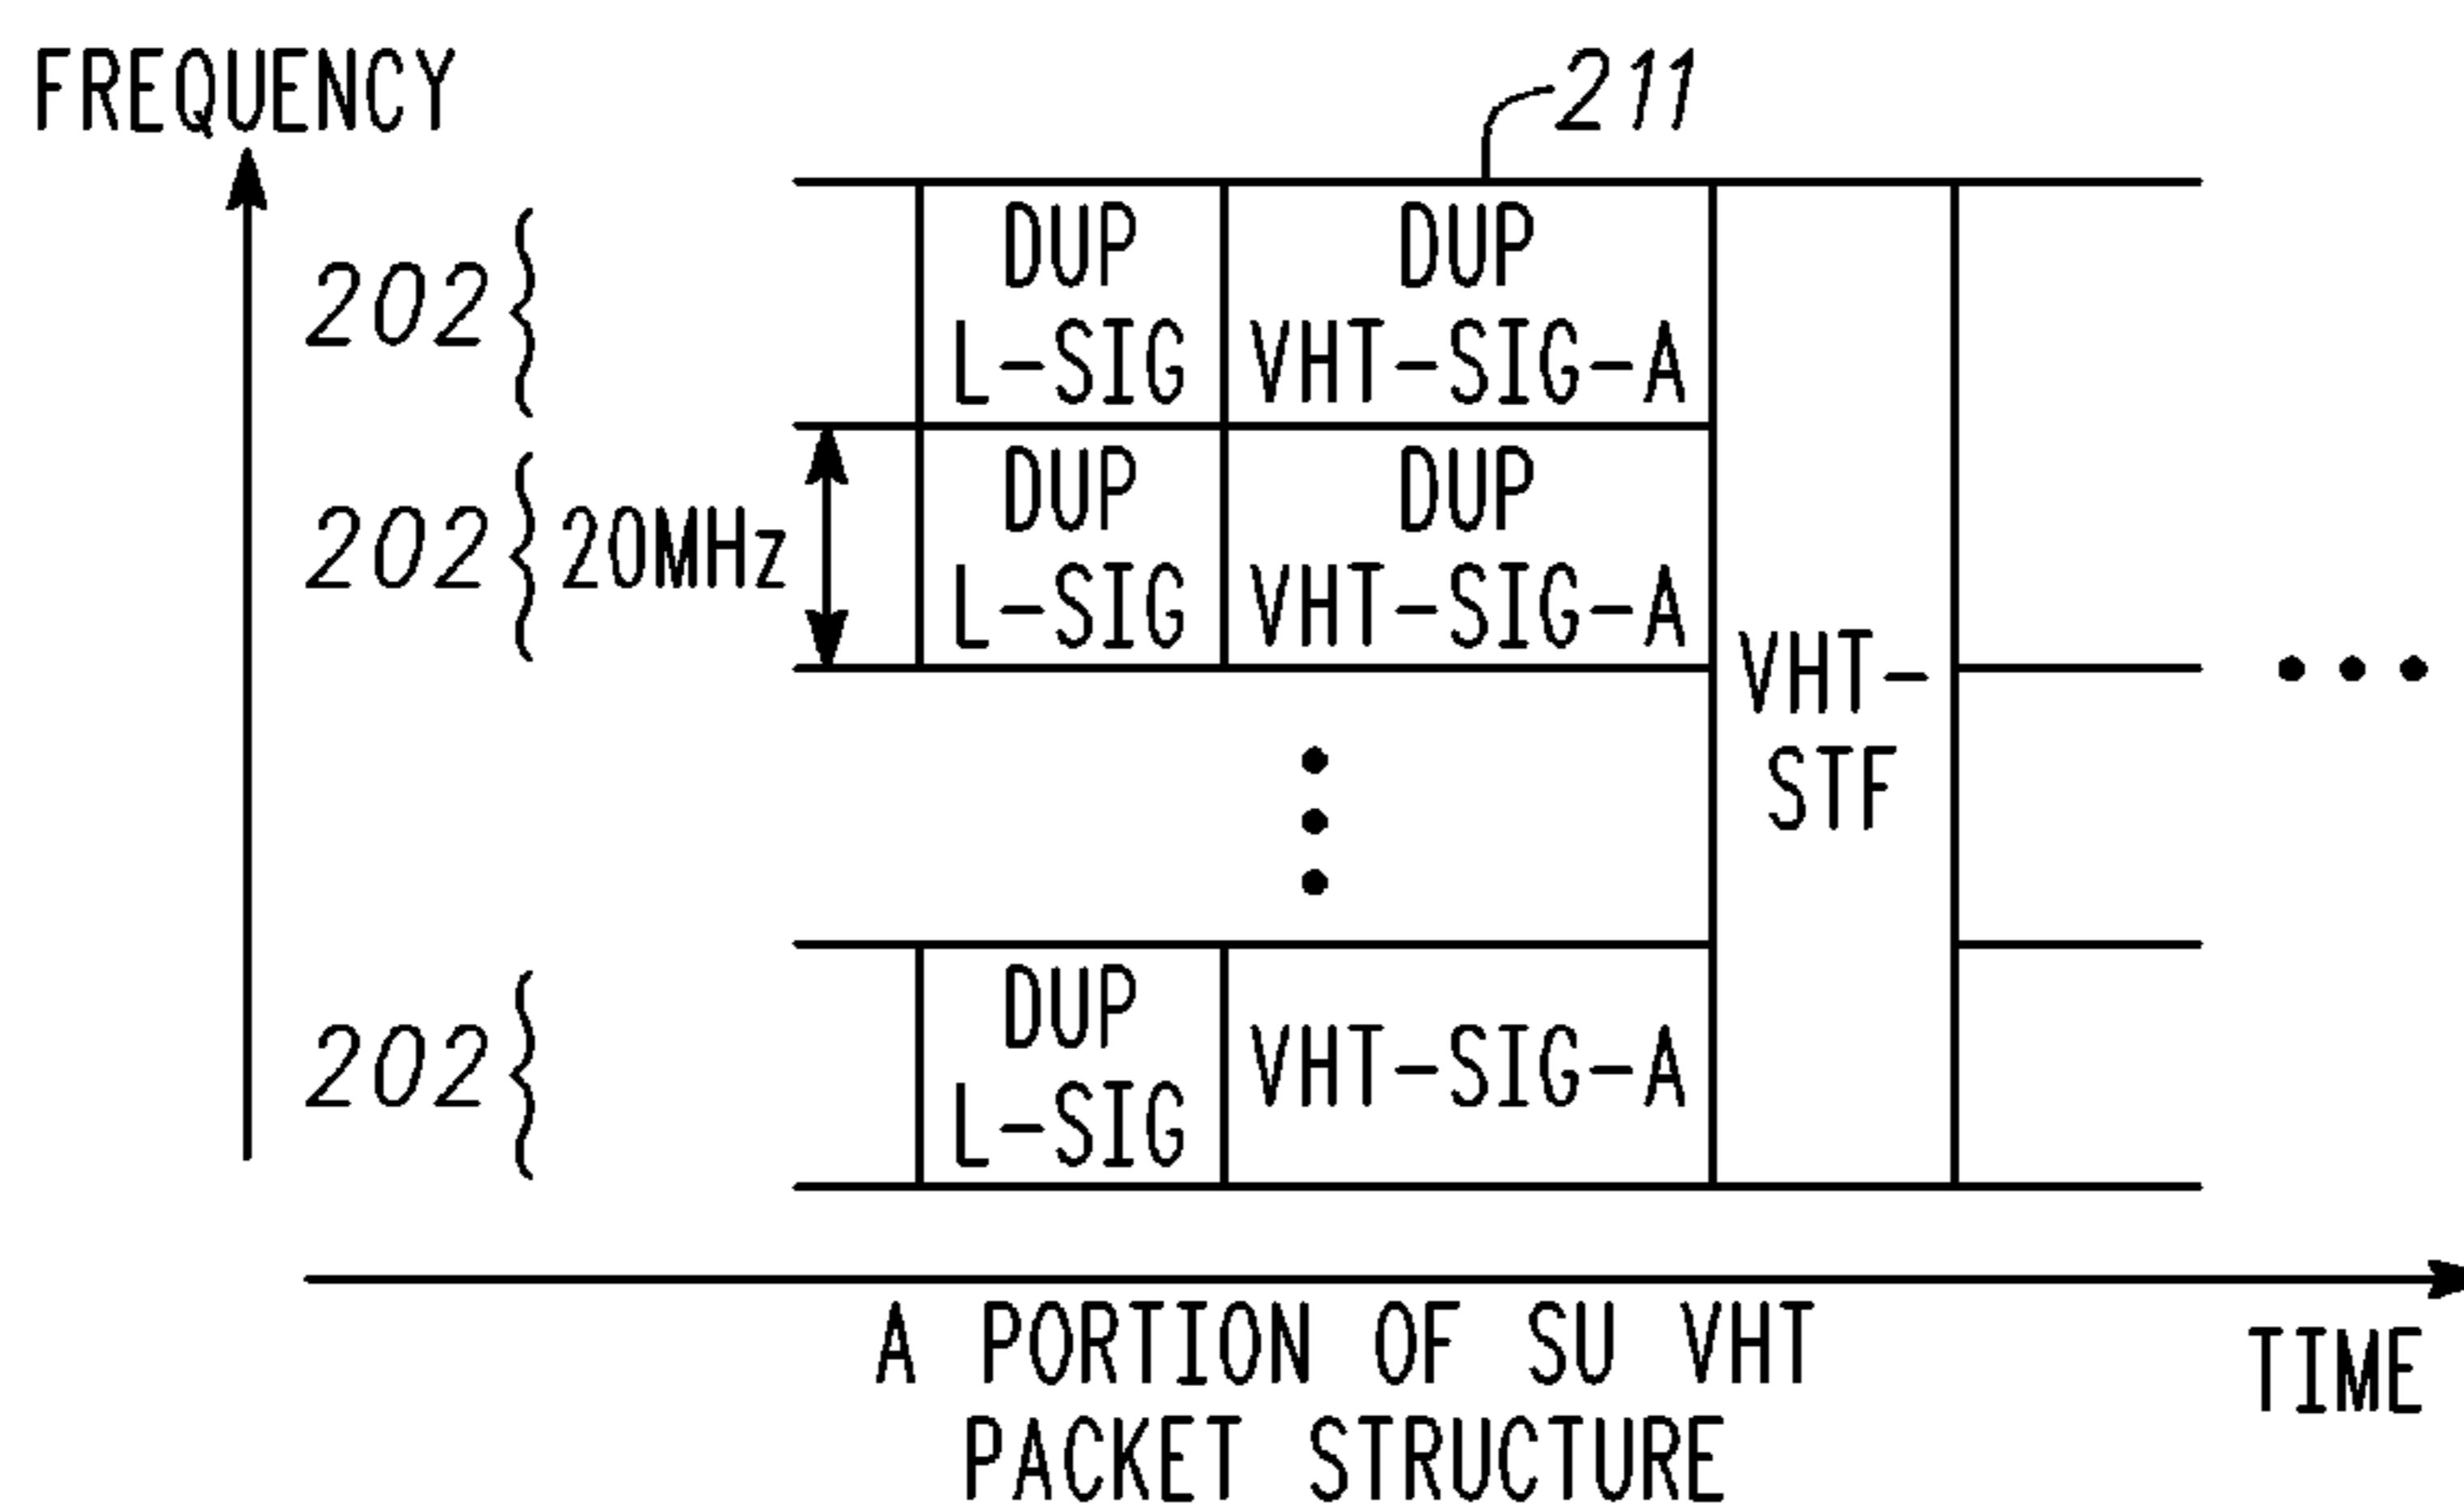 FREQUENCY
211
202
DUP
L-SIG
DUP
VHT-SIG-A
202
20MHz
DUP
L-SIG
DUP
VHT-SIG-A
VHT-
STF
202
DUP
L-SIG
VHT-SIG-A
A PORTION OF SU VHT
PACKET STRUCTURE
TIME